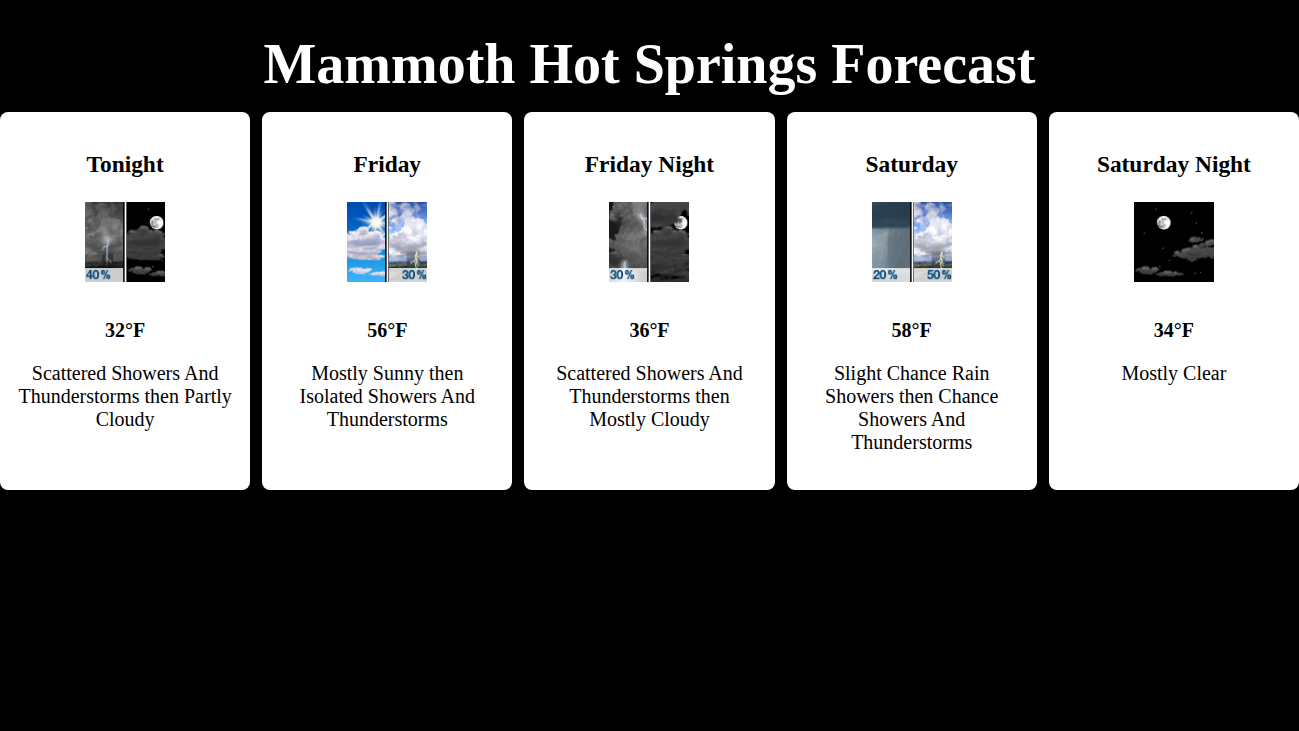 Mammoth Hot Springs Forecast
Tonight
40%
32°F
Scattered Showers And
Thunderstorms then Partly
Cloudy
Friday
30%
56°F
Mostly Sunny then
Isolated Showers And
Thunderstorms
Friday Night
30%
36°F
Scattered Showers And
Thunderstorms then
Mostly Cloudy
Saturday
20% 50%
58°F
Slight Chance Rain
Showers then Chance
Showers And
Thunderstorms
Saturday Night
34°F
Mostly Clear